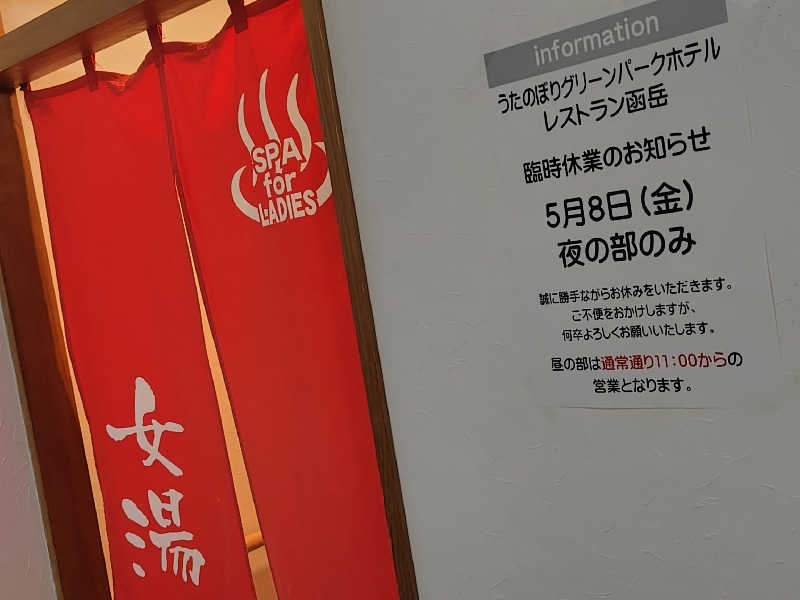 SPA
for
LADIES
女湯
information
うたのぼりグリーンパークホテル
レストラン函岳
臨時休業のお知らせ
5月8日(金)
夜の部のみ
誠に勝手ながらお休みをいただきます。
ご不便をおかけしますが、
何卒よろしくお願いいたします。
昼の部は通常通り11:00からの
営業となります。